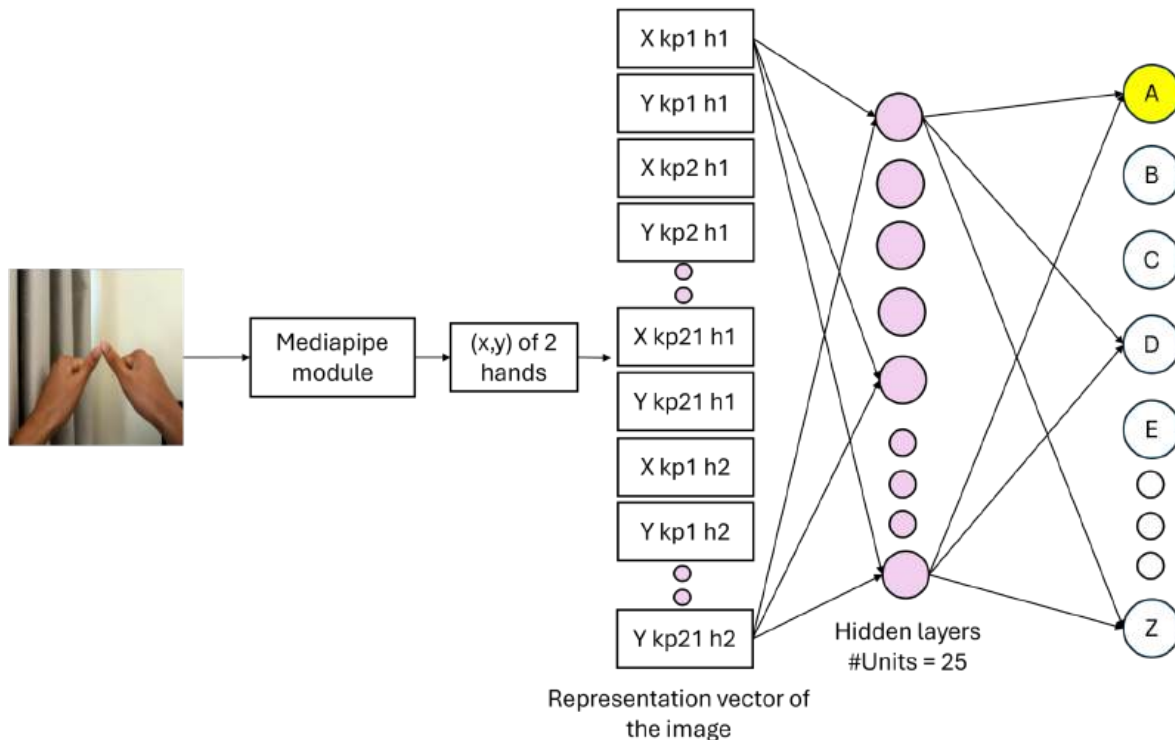 Mediapipe
module
(x,y) of 2
hands
X kp1 h1
Y kp1 h1
X kp2 h1
Y kp2 h1
X kp21 h1
Y kp21 h1
X kp1 h2
Y kp1 h2
Y kp21 h2
Representation vector of
the image
Hidden layers
#Units = 25
A
B
C
D
E
Z